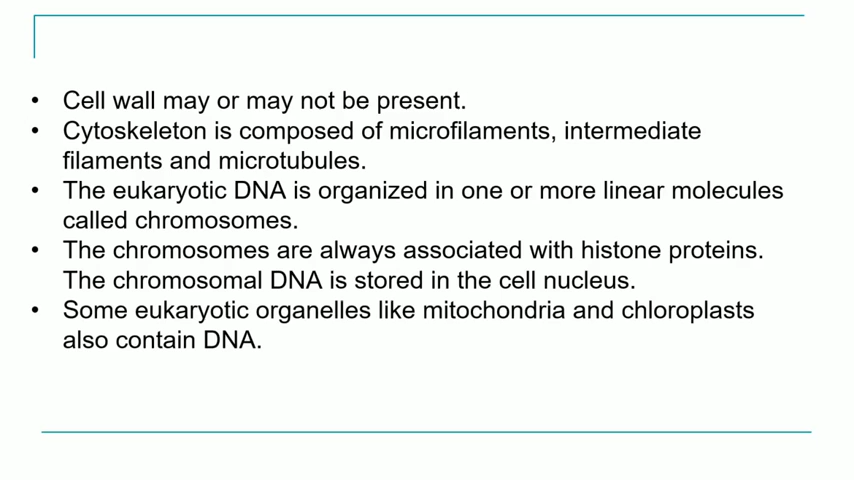 • Cell wall may or may not be present.
• Cytoskeleton is composed of microfilaments, intermediate
filaments and microtubules.
• The eukaryotic DNA is organized in one or more linear molecules
called chromosomes.
• The chromosomes are always associated with histone proteins.
The chromosomal DNA is stored in the cell nucleus.
• Some eukaryotic organelles like mitochondria and chloroplasts
also contain DNA.